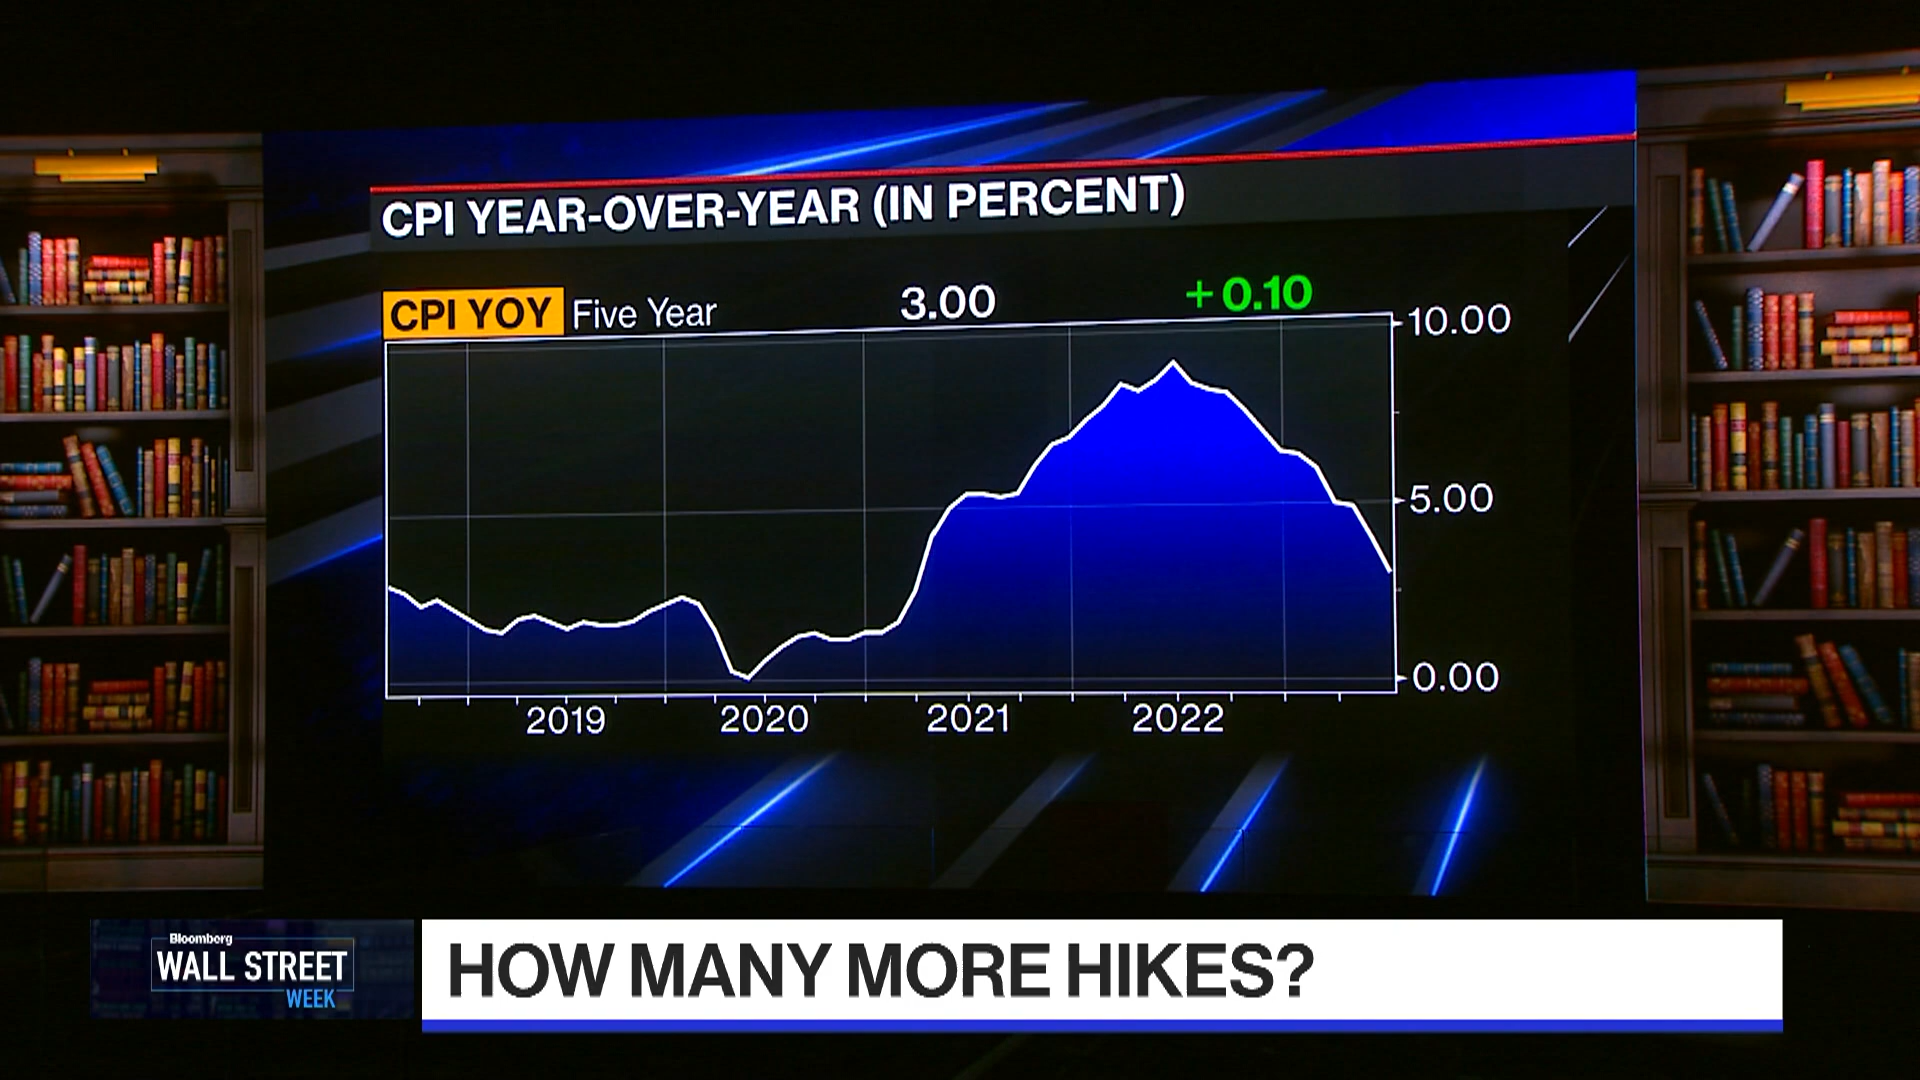 CPI YEAR-OVER-YEAR (IN PERCENT)
CPI YOY Five Year 3.00 +0.10
10.00
5.00
0.00
2019 2020 2021 2022
Bloomberg
WALL STREET
WEEK
HOW MANY MORE HIKES?